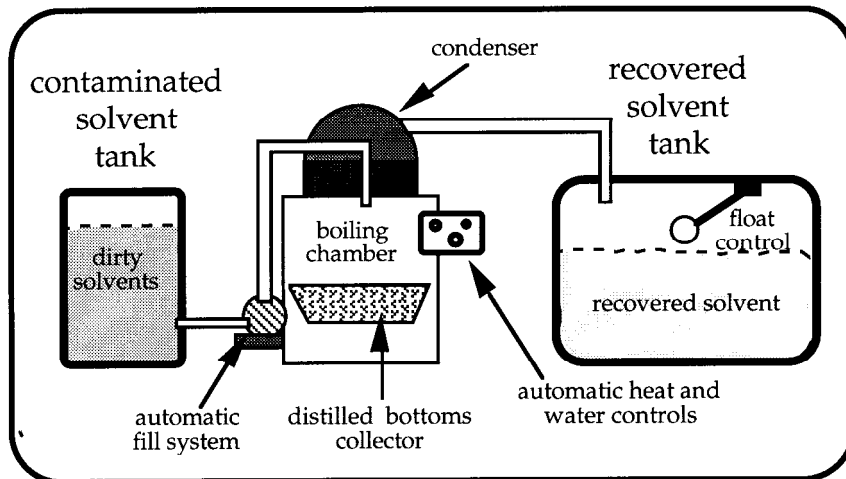 condenser
contaminated
solvent
tank
recovered
solvent
tank
boiling
chamber
float
control
dirty
solvents
recovered solvent
automatic
fill system
distilled bottoms
collector
automatic heat and
water controls